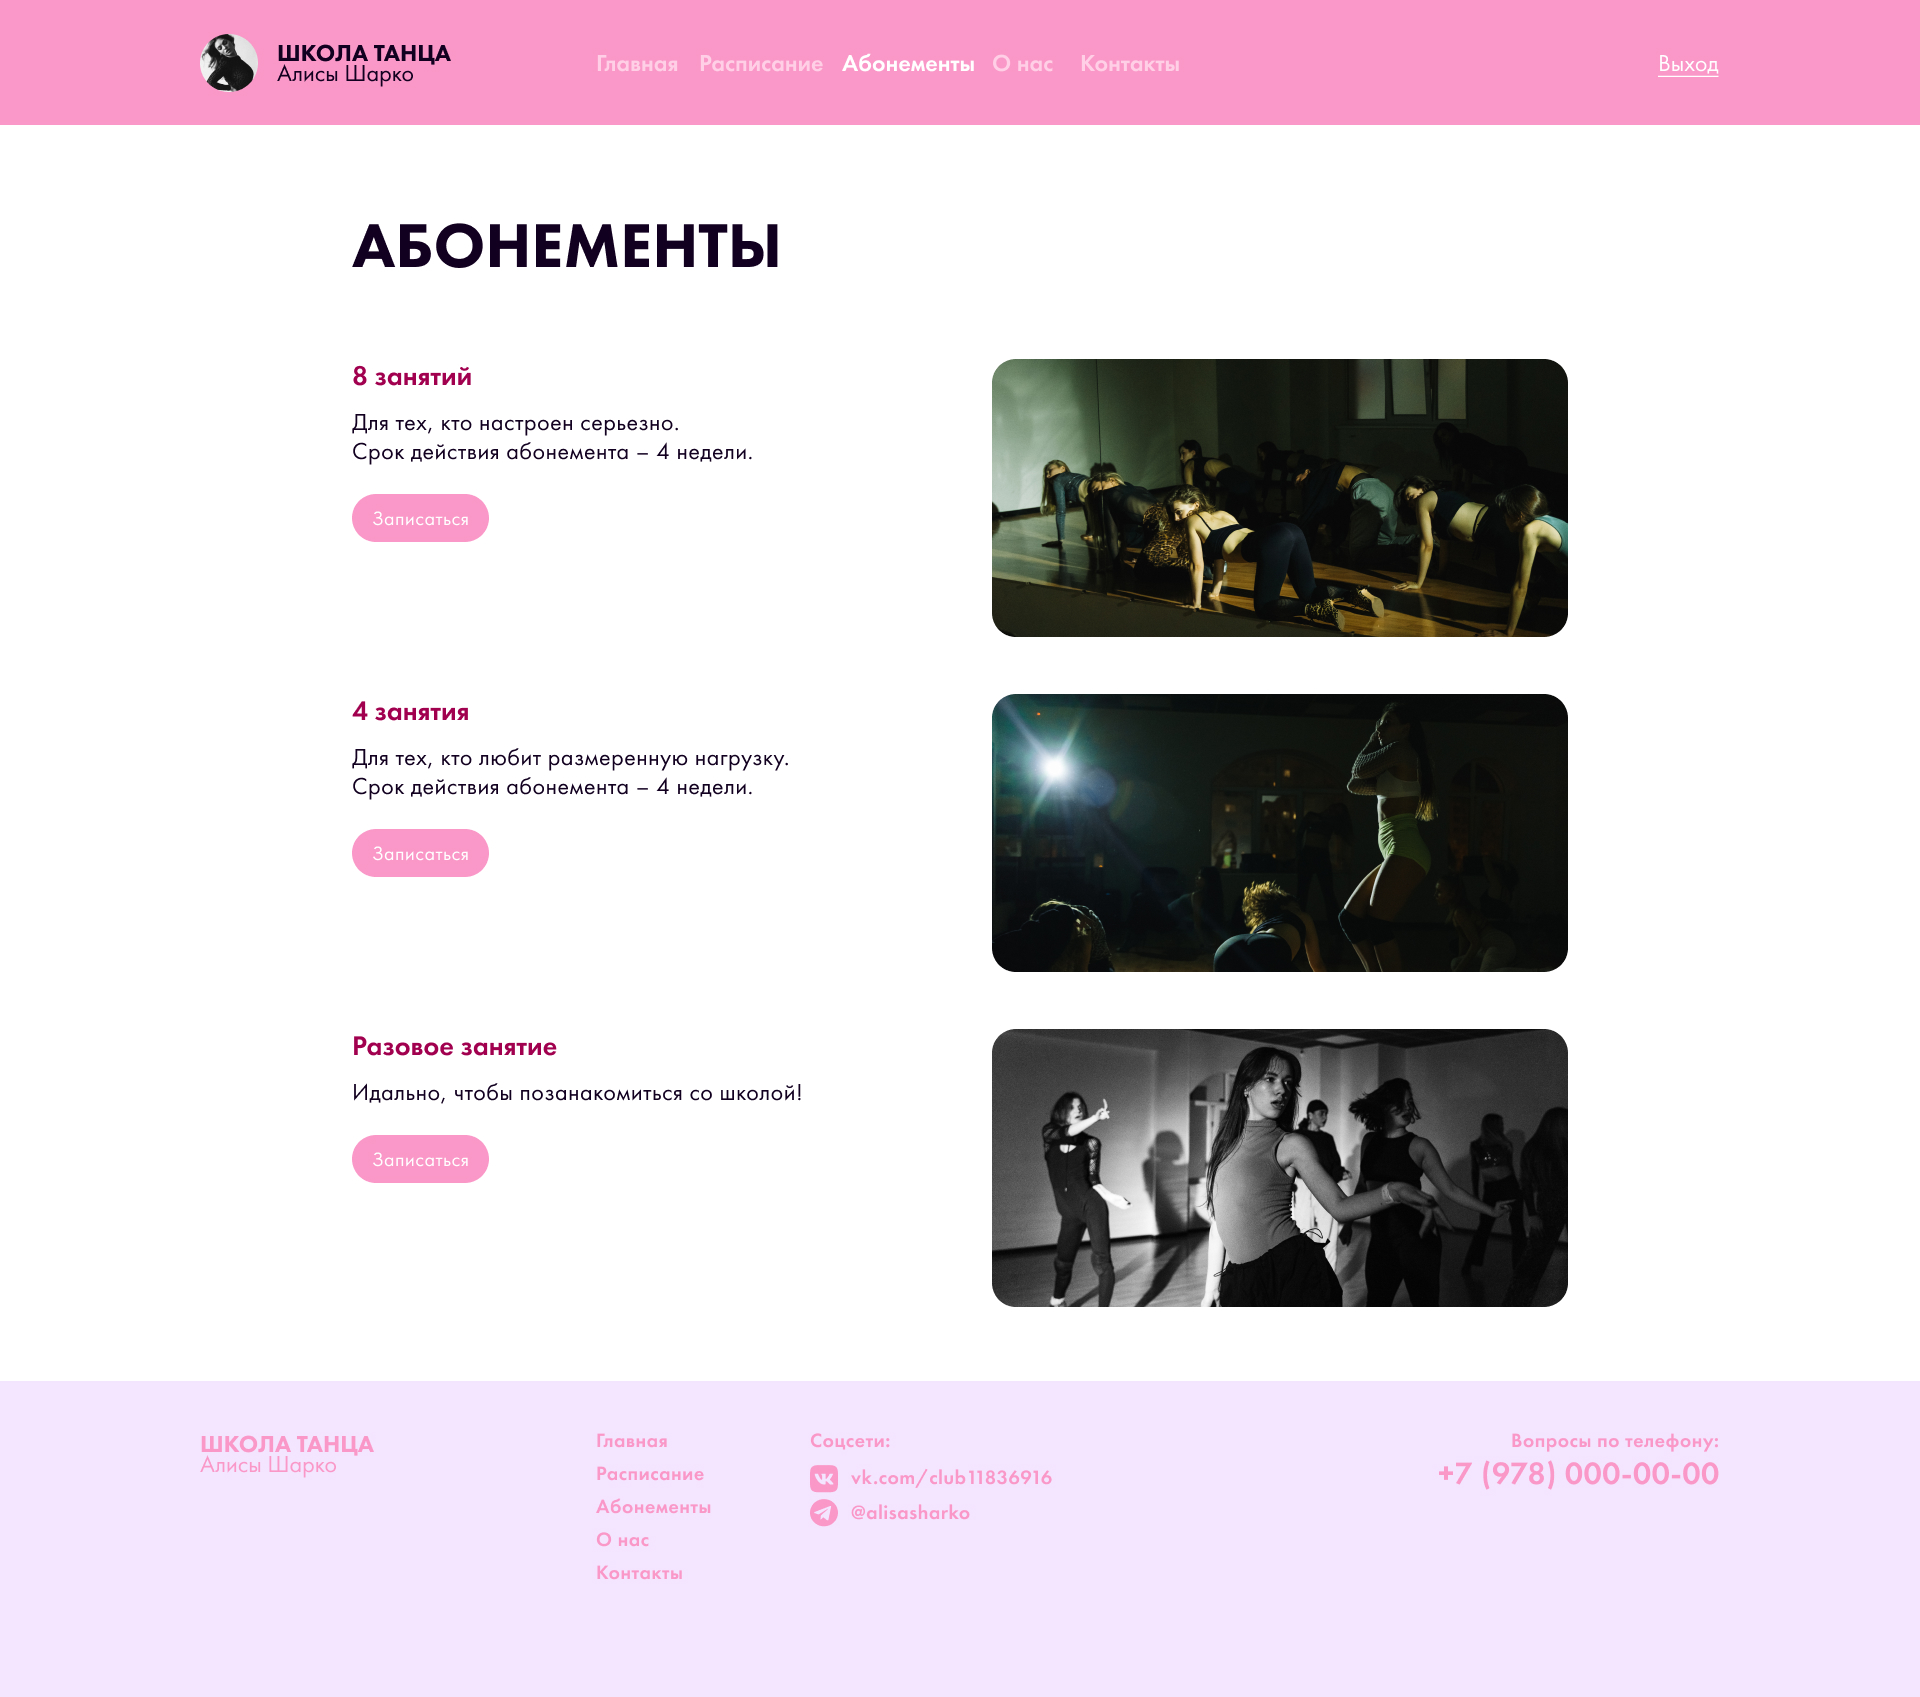 ШКОЛА ТАНЦА
Алисы Шарко
Главная Расписание Абонементы О нас Контакты
Выход
АБОНЕМЕНТЫ
8 занятий
Для тех, кто настроен серьезно.
Срок действия абонемента – 4 недели.
Записаться
4 занятия
Для тех, кто любит размеренную нагрузку.
Срок действия абонемента – 4 недели.
Записаться
Разовое занятие
Идально, чтобы позанакомиться со школой!
Записаться
ШКОЛА ТАНЦА
Алисы Шарко
Главная
Расписание
Абонементы
О нас
Контакты
Соцсети:
vk.com/club11836916
@alisasharko
Вопросы по телефону:
+7 (978) 000-00-00